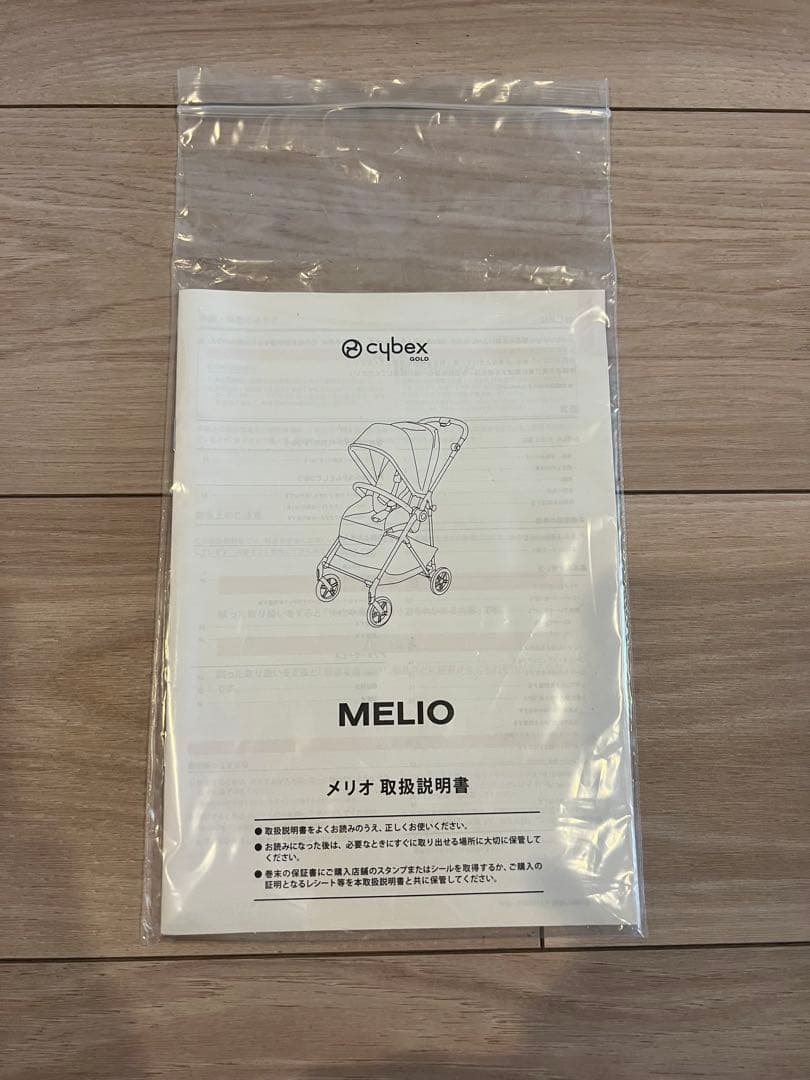 cybex
GOLD
MELIO
メリオ 取扱説明書
● 取扱説明書をよくお読みのうえ、正しくお使いください。
● お読みになった後は、必要なときにすぐに取り出せる場所に大切に保管して
ください。
● 巻末の保証書にご購入店舗のスタンプまたはシールを取得するか、ご購入の
証明となるレシート等を本取扱説明書と共に保管してください。